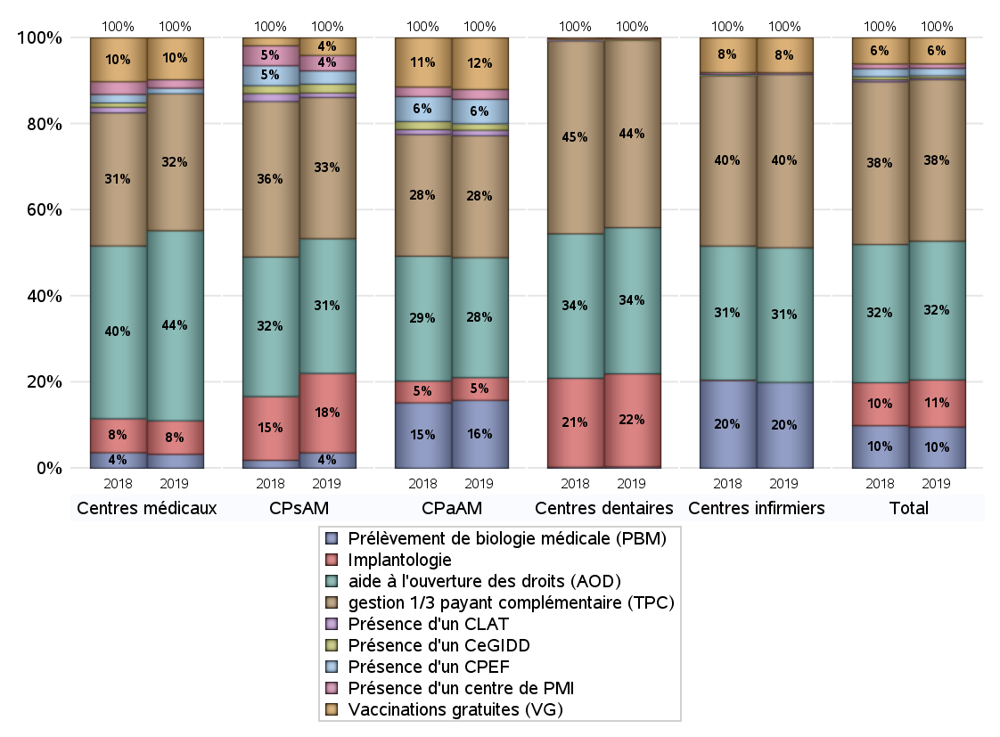 100% 100% 100% 100% 100% 100% 100% 100% 100% 100% 100% 100%
100%
4% 6% 6%
10% 10% 5% 4% 11% 12% 8% 8%
5%
6% 6%
80%
45% 44%
31% 32% 36% 33% 28% 28% 40% 40% 38% 38%
60%
40%
40% 44% 32% 31% 29% 28% 34% 34% 31% 31% 32% 32%
20%
8% 8% 15% 18% 5% 5% 21% 22% 10% 11%
4% 4% 15% 16% 20% 20% 10% 10%
0%
2018 2019 2018 2019 2018 2019 2018 2019 2018 2019 2018 2019
Centres médicaux CPsAM CPaAM Centres dentaires Centres infirmiers Total
Prélèvement de biologie médicale (PBM)
Implantologie
aide à l'ouverture des droits (AOD)
gestion 1/3 payant complémentaire (TPC)
Présence d'un CLAT
Présence d'un CeGIDD
Présence d'un CPEF
Présence d'un centre de PMI
Vaccinations gratuites (VG)